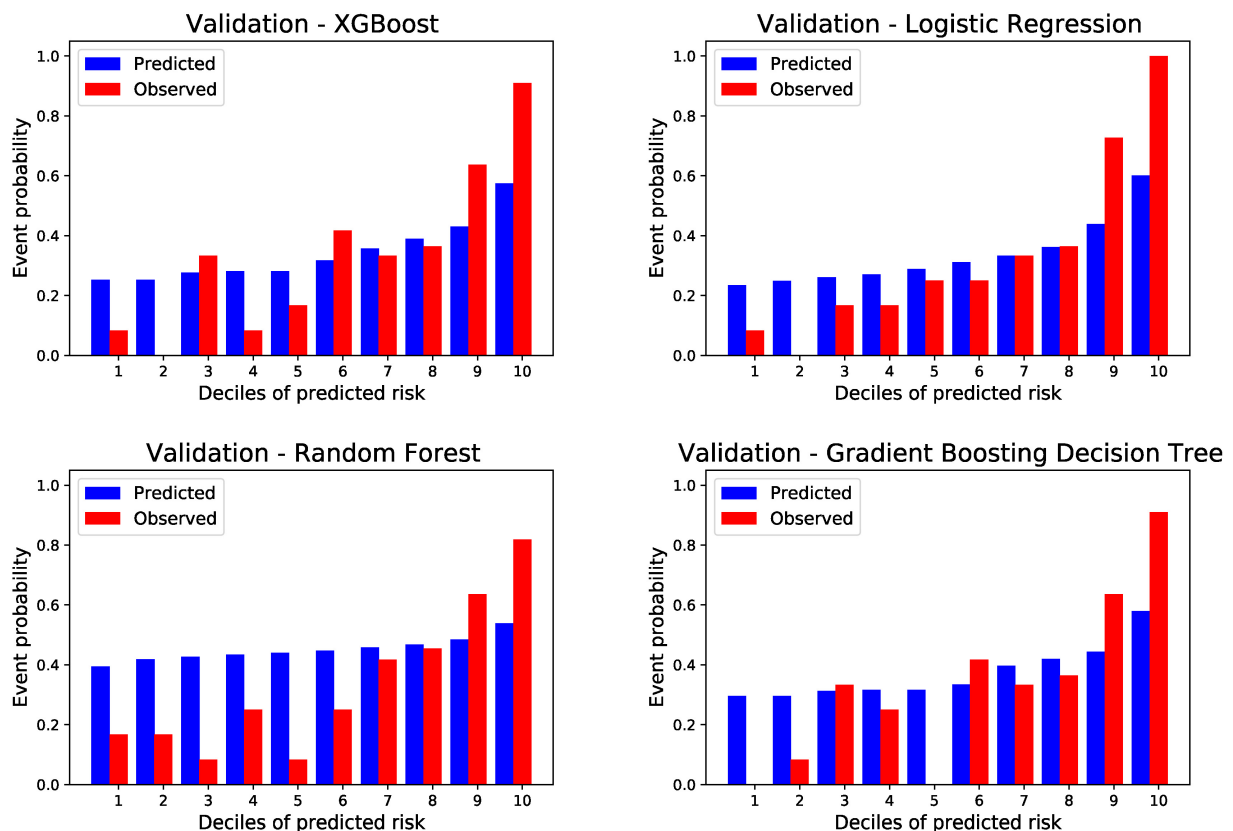 Validation - XGBoost
1.0
0.8
0.6
0.4
0.2
0.0
Event probability
Predicted
Observed
1 2 3 4 5 6 7 8 9 10
Deciles of predicted risk
Validation - Logistic Regression
1.0
0.8
0.6
0.4
0.2
0.0
Event probability
Predicted
Observed
1 2 3 4 5 6 7 8 9 10
Deciles of predicted risk
Validation - Random Forest
1.0
0.8
0.6
0.4
0.2
0.0
Event probability
Predicted
Observed
1 2 3 4 5 6 7 8 9 10
Deciles of predicted risk
Validation - Gradient Boosting Decision Tree
1.0
0.8
0.6
0.4
0.2
0.0
Event probability
Predicted
Observed
1 2 3 4 5 6 7 8 9 10
Deciles of predicted risk